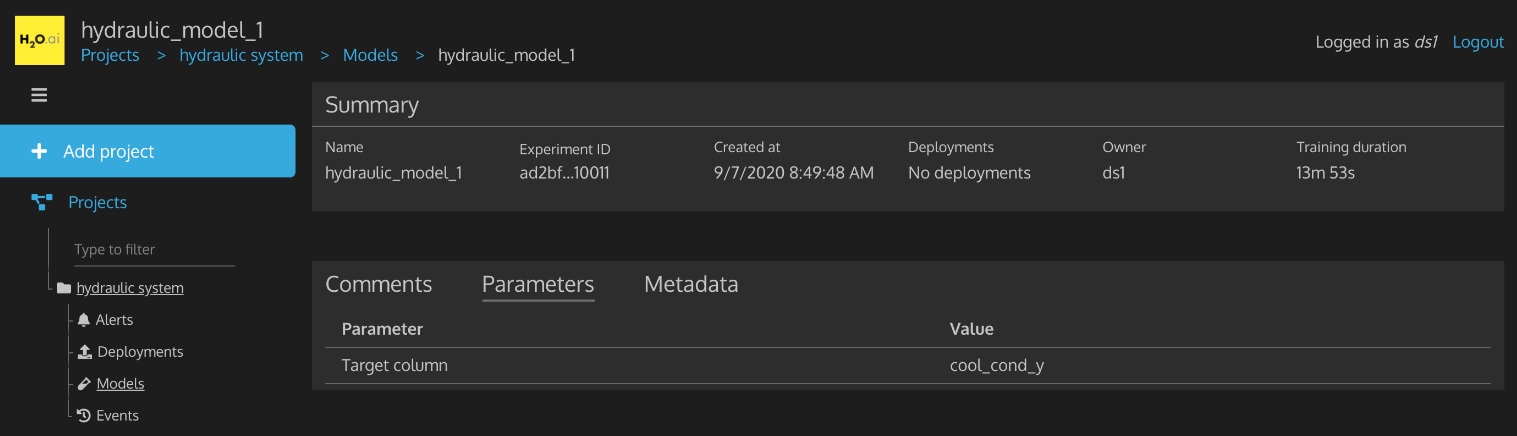 H2O.ai
hydraulic_model_1
Projects > hydraulic system > Models > hydraulic_model_1
Logged in as ds1 Logout
Add project
Projects
Type to filter
hydraulic system
Alerts
Deployments
Models
Events
Summary
Name Experiment ID Created at Deployments Owner Training duration
hydraulic_model_1 ad2bf...10011 9/7/2020 8:49:48 AM No deployments ds1 13m 53s
Comments Parameters Metadata
Parameter Value
Target column cool_cond_y